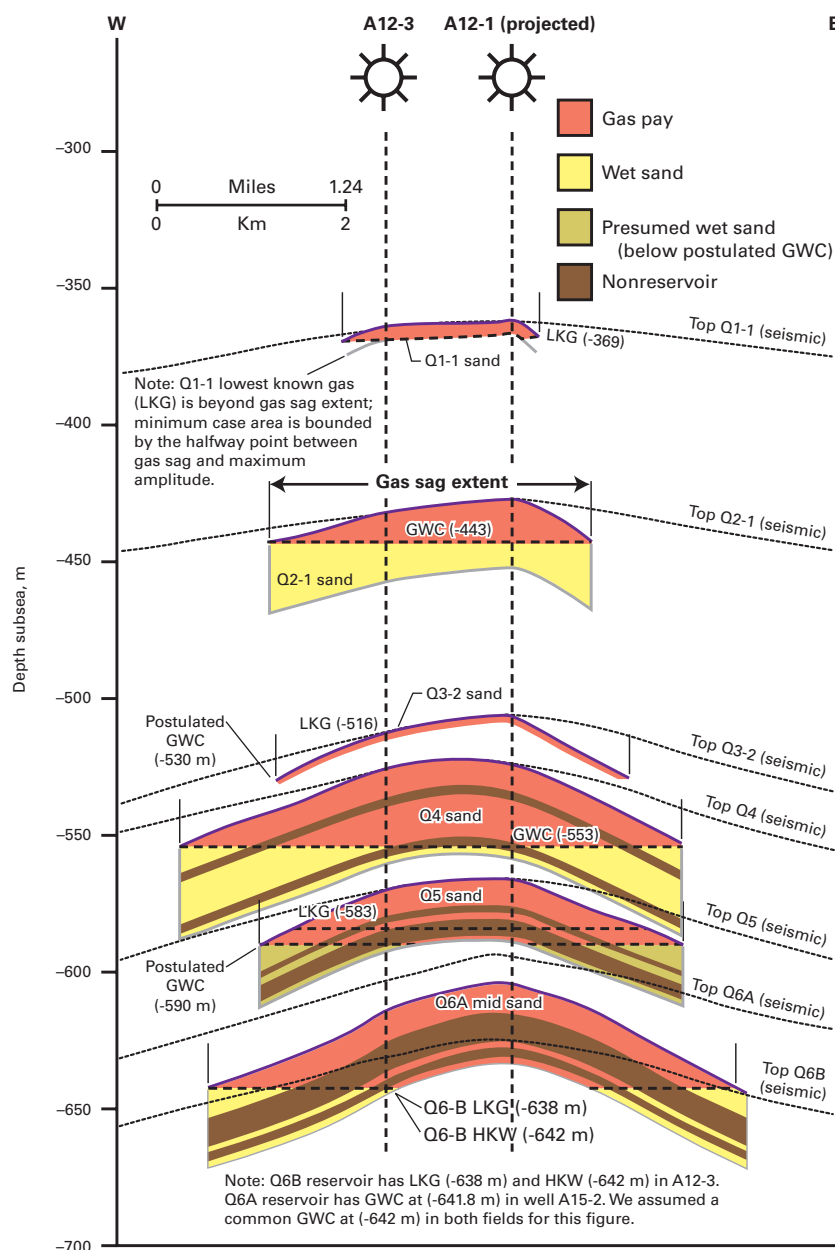 W
A12-3
A12-1 (projected)
E
Gas pay
Wet sand
Presumed wet sand
(below postulated GWC)
Nonreservoir
0 Miles 1.24
0 Km 2
Depth subsea, m
–300
–350
–400
–450
–500
–550
–600
–650
–700
Top Q1-1 (seismic)
LKG (-369)
Q1-1 sand
Note: Q1-1 lowest known gas
(LKG) is beyond gas sag extent;
minimum case area is bounded
by the halfway point between
gas sag and maximum
amplitude.
Gas sag extent
Top Q2-1 (seismic)
GWC (-443)
Q2-1 sand
Q3-2 sand
LKG (-516)
Postulated
GWC
(-530 m)
Top Q3-2 (seismic)
Top Q4 (seismic)
Q4 sand
GWC (-553)
Q5 sand
LKG (-583)
Top Q5 (seismic)
Postulated
GWC
(-590 m)
Top Q6A (seismic)
Q6A mid sand
Top Q6B
(seismic)
Q6-B LKG (-638 m)
Q6-B HKW (-642 m)
Note: Q6B reservoir has LKG (-638 m) and HKW (-642 m) in A12-3.
Q6A reservoir has GWC at (-641.8 m) in well A15-2. We assumed a
common GWC at (-642 m) in both fields for this figure.